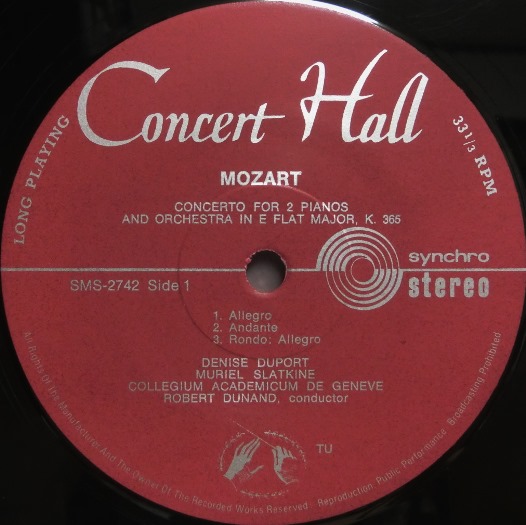 Concert Hall
LONG PLAYING
33 1/3 RPM
MOZART
CONCERTO FOR 2 PIANOS
AND ORCHESTRA IN E FLAT MAJOR, K. 365
synchro
stereo
SMS-2742 Side 1
1. Allegro
2. Andante
3. Rondo: Allegro
DENISE DUPORT
MURIEL SLATKINE
COLLEGIUM ACADEMICUM DE GENEVE
ROBERT DUNAND, conductor
TU
All Rights Of The Manufacturer And The Owner Of The Recorded Works Reserved. Reproduction, Public Performance, Broadcasting Prohibited